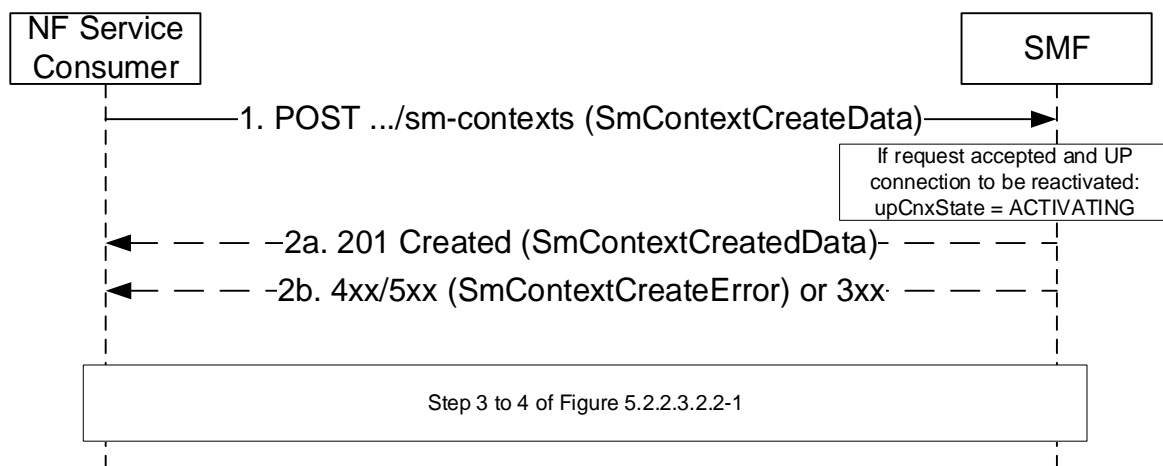 NF Service
Consumer
SMF
1. POST .../sm-contexts (SmContextCreateData)
If request accepted and UP
connection to be reactivated:
upCnxState = ACTIVATING
2a. 201 Created (SmContextCreatedData)
2b. 4xx/5xx (SmContextCreateError) or 3xx
Step 3 to 4 of Figure 5.2.2.3.2.2-1